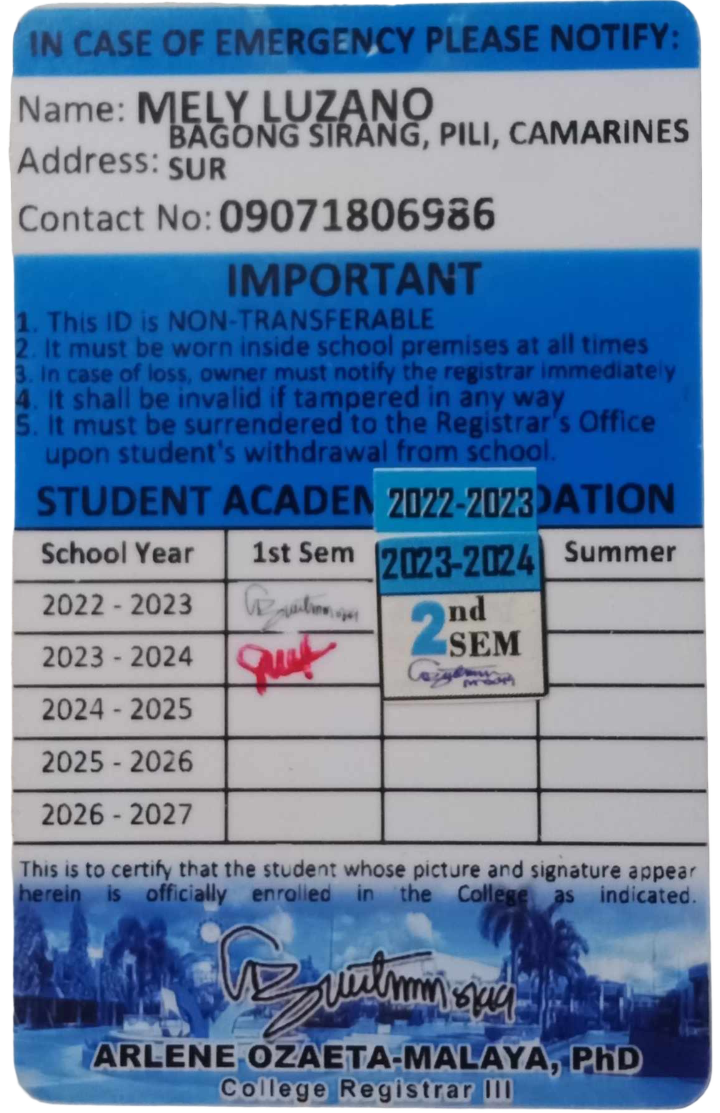 IN CASE OF EMERGENCY PLEASE NOTIFY:
Name: MELY LUZANO
Address: BAGONG SIRANG, PILI, CAMARINES
SUR
Contact No: 09071806986
IMPORTANT
1. This ID is NON-TRANSFERABLE
2. It must be worn inside school premises at all times
3. In case of loss, owner must notify the registrar immediately
4. It shall be invalid if tampered in any way
5. It must be surrendered to the Registrar's Office
upon student's withdrawal from school.
STUDENT ACADEM 2022-2023 DATION
School Year 1st Sem 2023-2024 Summer
2022 - 2023 2nd
2023 - 2024 SEM
2024 - 2025
2025 - 2026
2026 - 2027
This is to certify that the student whose picture and signature appear
herein is officially enrolled in the College as indicated.
ARLENE OZAETA-MALAYA, PhD
College Registrar III